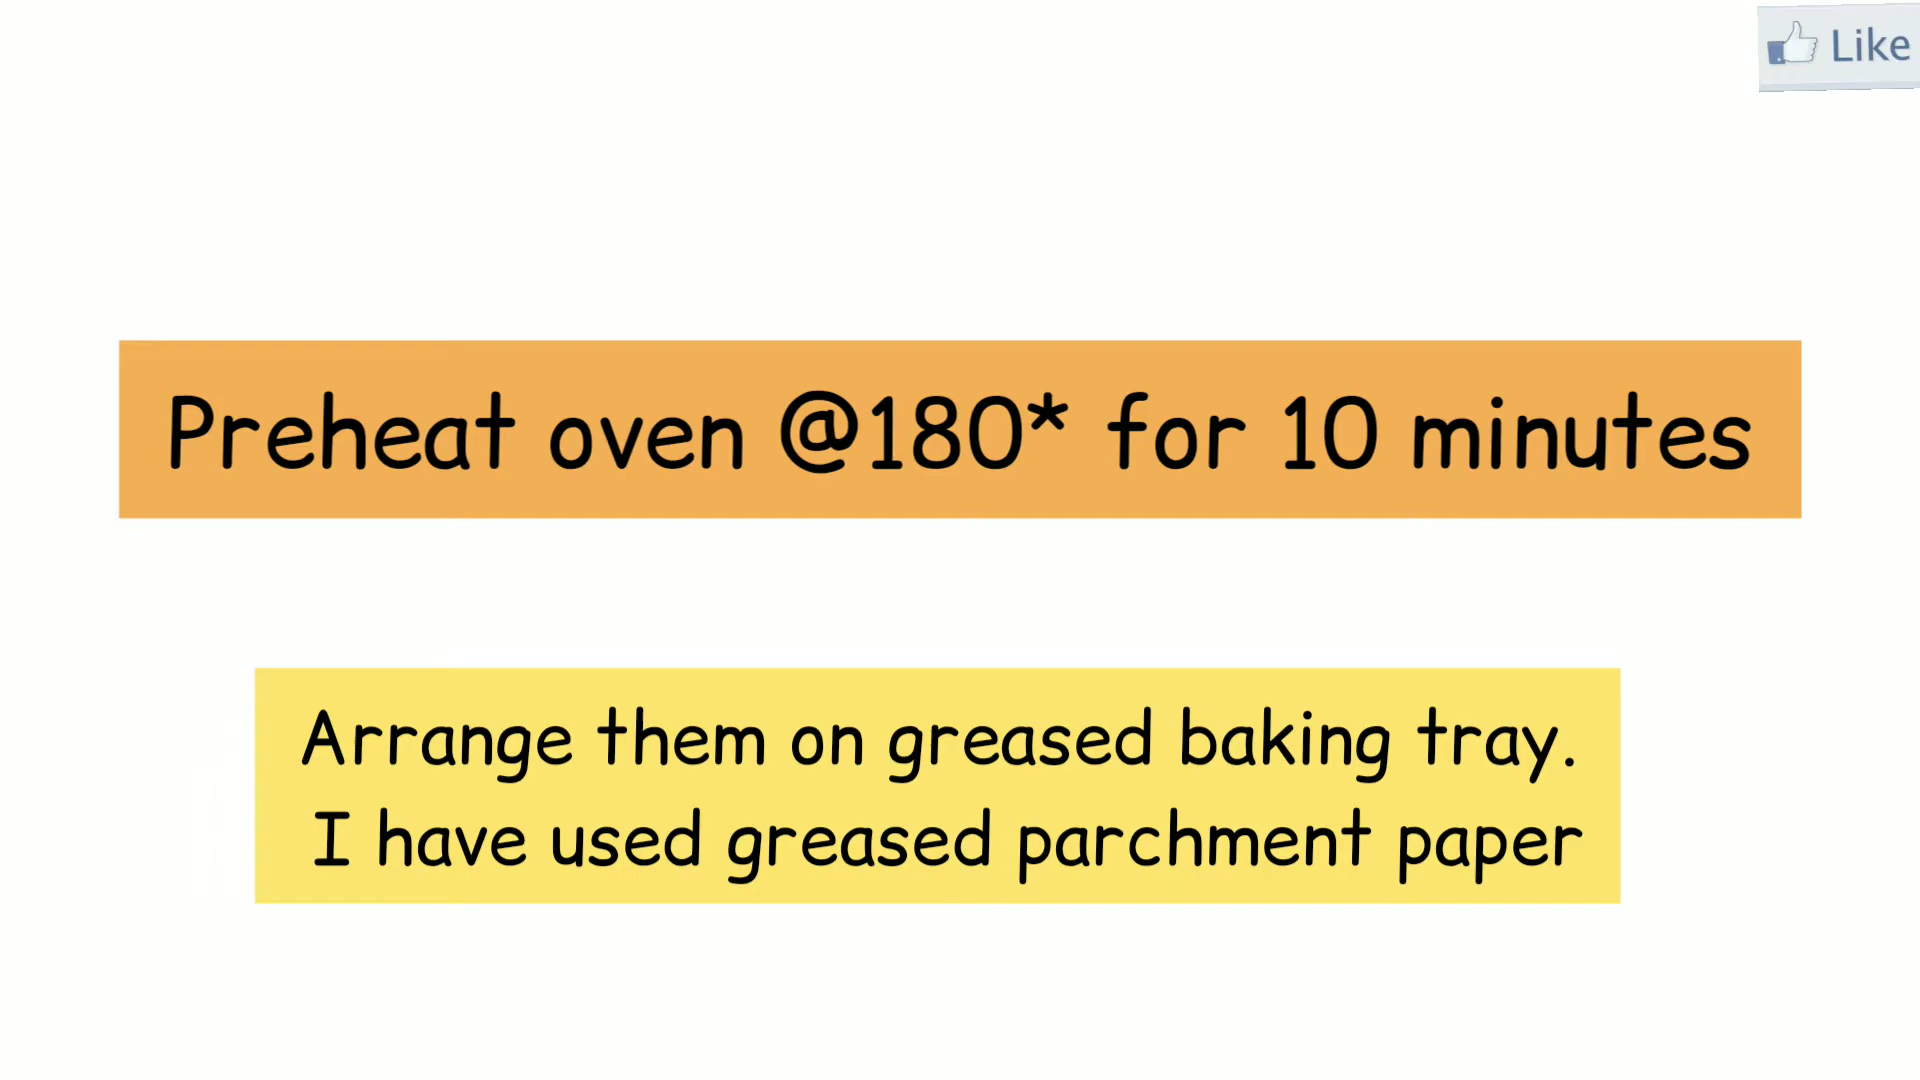 Like
Preheat oven @180* for 10 minutes
Arrange them on greased baking tray.
I have used greased parchment paper